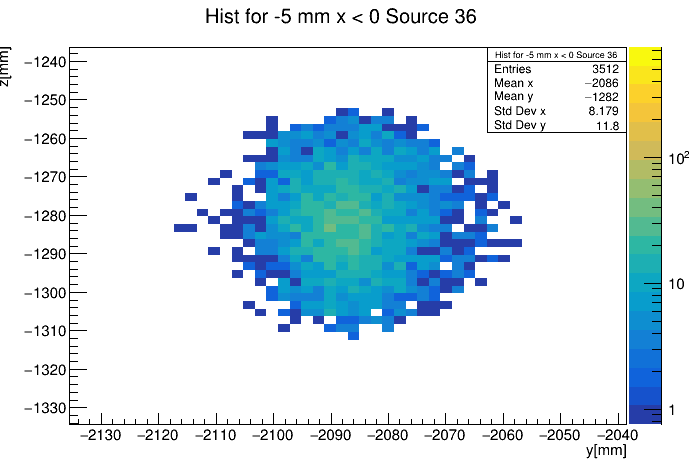 Hist for -5 mm x < 0 Source 36
z[mm]
Hist for -5 mm x < 0 Source 36
Entries 3512
Mean x −2086
Mean y −1282
Std Dev x 8.179
Std Dev y 11.8
−1240
−1250
−1260
−1270
−1280
−1290
−1300
−1310
−1320
−1330
10²
10
1
−2130 −2120 −2110 −2100 −2090 −2080 −2070 −2060 −2050 −2040
y[mm]